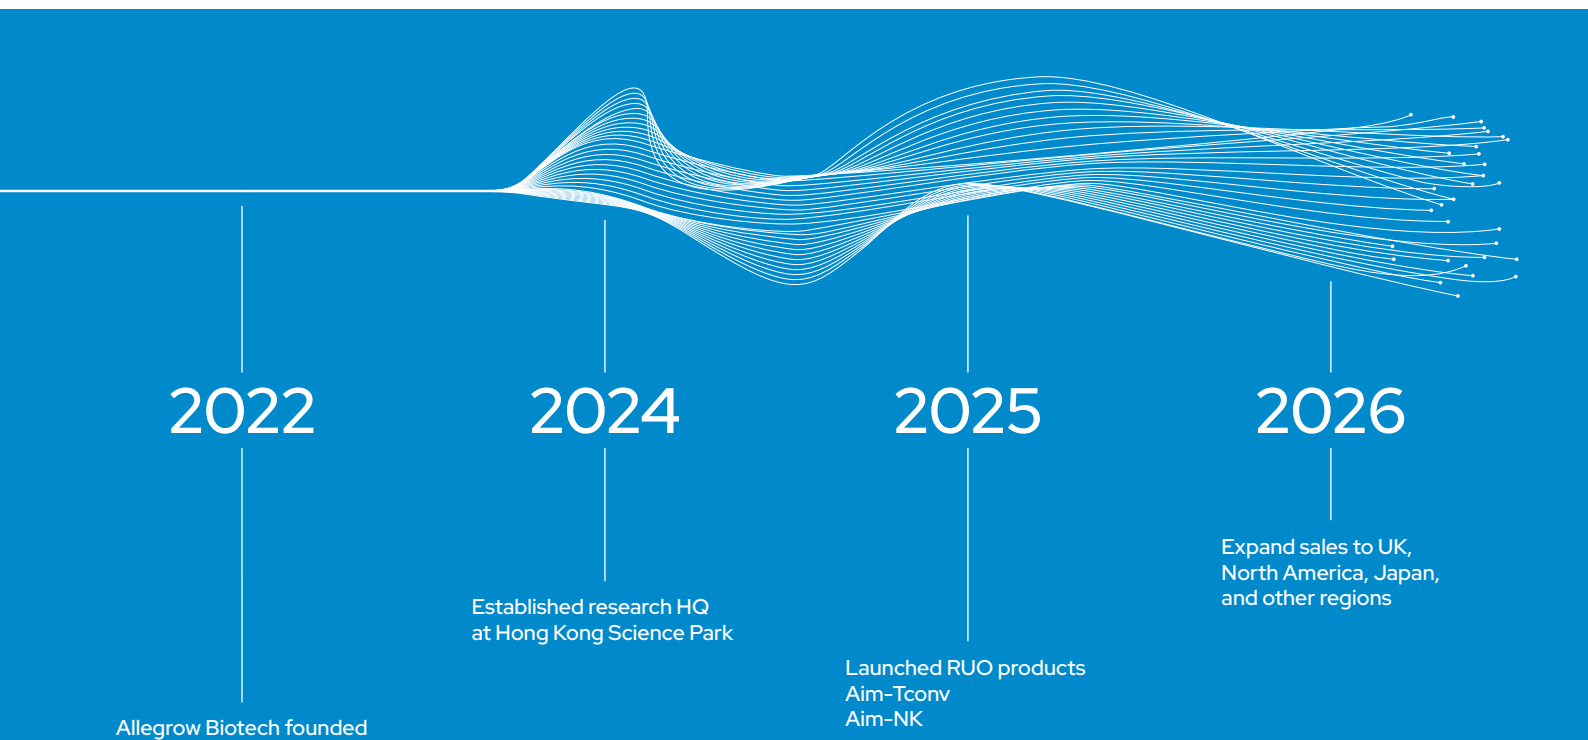 2022
Allegrow Biotech founded
2024
Established research HQ
at Hong Kong Science Park
2025
Launched RUO products
Aim-Tconv
Aim-NK
2026
Expand sales to UK,
North America, Japan,
and other regions